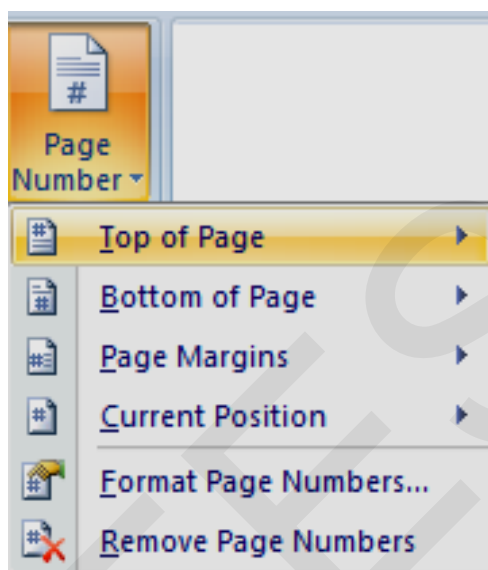 Page
Number
Top of Page
Bottom of Page
Page Margins
Current Position
Format Page Numbers...
Remove Page Numbers